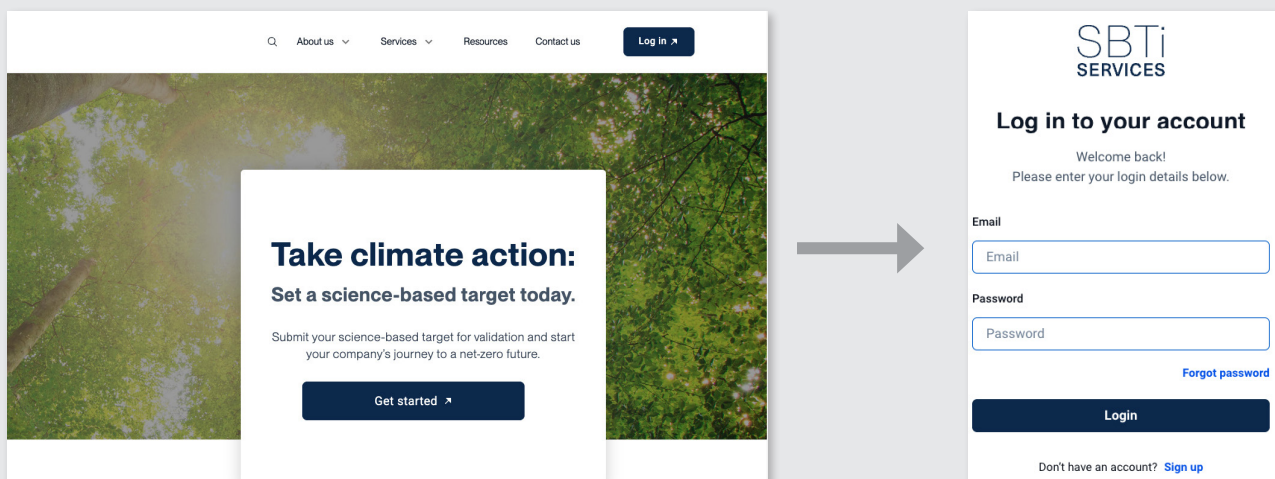 About us
Services
Resources
Contact us
Log in
Take climate action:
Set a science-based target today.
Submit your science-based target for validation and start
your company's journey to a net-zero future.
Get started
SBTi
SERVICES
Log in to your account
Welcome back!
Please enter your login details below.
Email
Email
Password
Password
Forgot password
Login
Don't have an account? Sign up